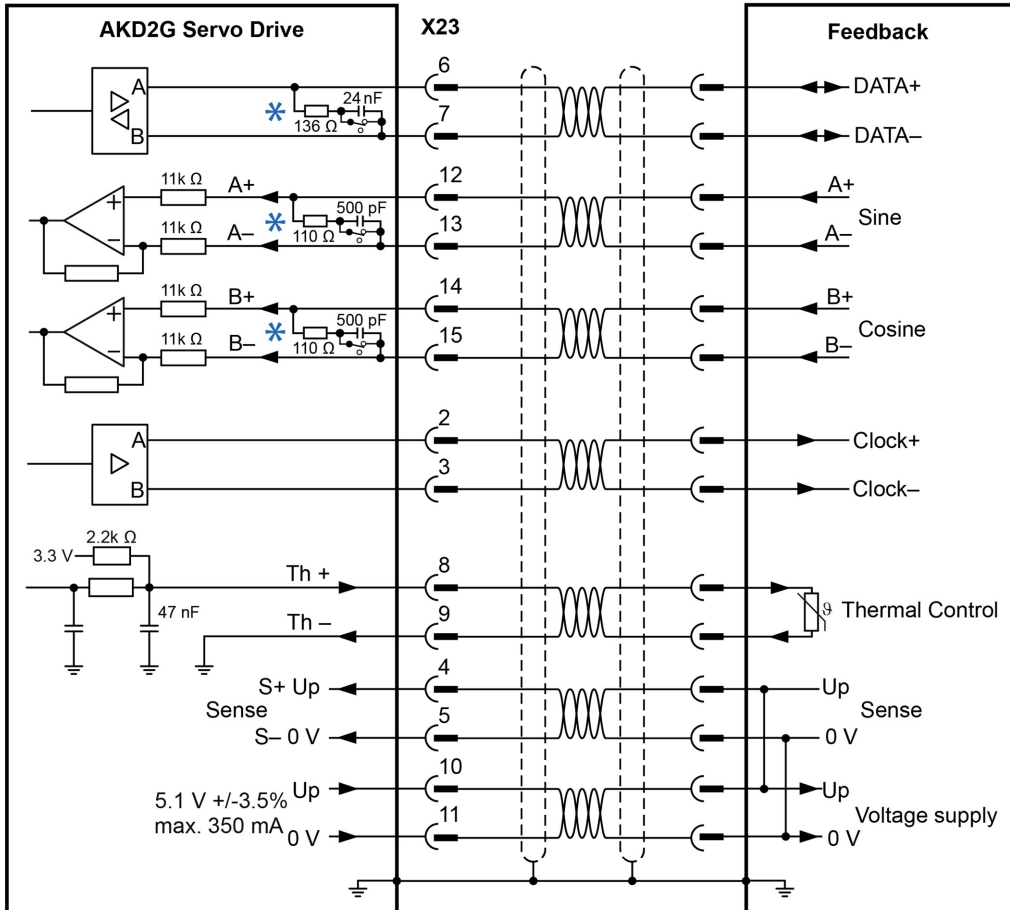 AKD2G Servo Drive
X23
Feedback
A
B
*
136 Ω
24 nF
6
7
DATA+
DATA–
11k Ω
11k Ω
+
–
A+
A–
*
110 Ω
500 pF
12
13
A+
Sine
A–
11k Ω
11k Ω
+
–
B+
B–
*
110 Ω
500 pF
14
15
B+
Cosine
B–
A
B
2
3
Clock+
Clock–
3.3 V
2.2k Ω
47 nF
Th +
Th –
8
9
ϑ
Thermal Control
S+ Up
Sense
S– 0 V
4
5
Up
Sense
0 V
5.1 V +/-3.5%
max. 350 mA
Up
0 V
10
11
Up
Voltage supply
0 V